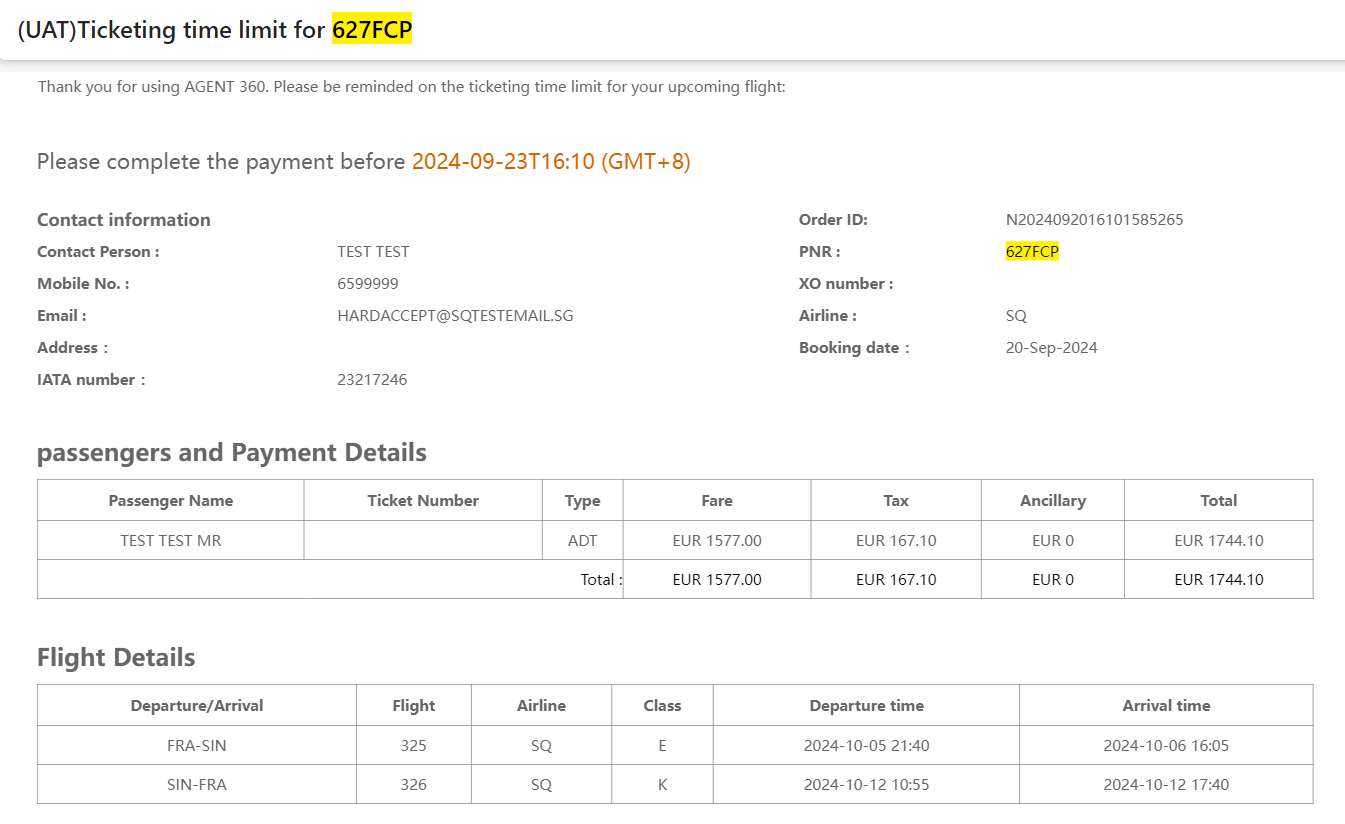 (UAT)Ticketing time limit for 627FCP
Thank you for using AGENT 360. Please be reminded on the ticketing time limit for your upcoming flight:
Please complete the payment before 2024-09-23T16:10 (GMT+8)
Contact information
Contact Person : TEST TEST
Mobile No. : 6599999
Email : HARDACCEPT@SQTESTEMAIL.SG
Address :
IATA number : 23217246
Order ID: N2024092016101585265
PNR : 627FCP
XO number :
Airline : SQ
Booking date : 20-Sep-2024
passengers and Payment Details
Passenger Name Ticket Number Type Fare Tax Ancillary Total
TEST TEST MR ADT EUR 1577.00 EUR 167.10 EUR 0 EUR 1744.10
Total : EUR 1577.00 EUR 167.10 EUR 0 EUR 1744.10
Flight Details
Departure/Arrival Flight Airline Class Departure time Arrival time
FRA-SIN 325 SQ E 2024-10-05 21:40 2024-10-06 16:05
SIN-FRA 326 SQ K 2024-10-12 10:55 2024-10-12 17:40